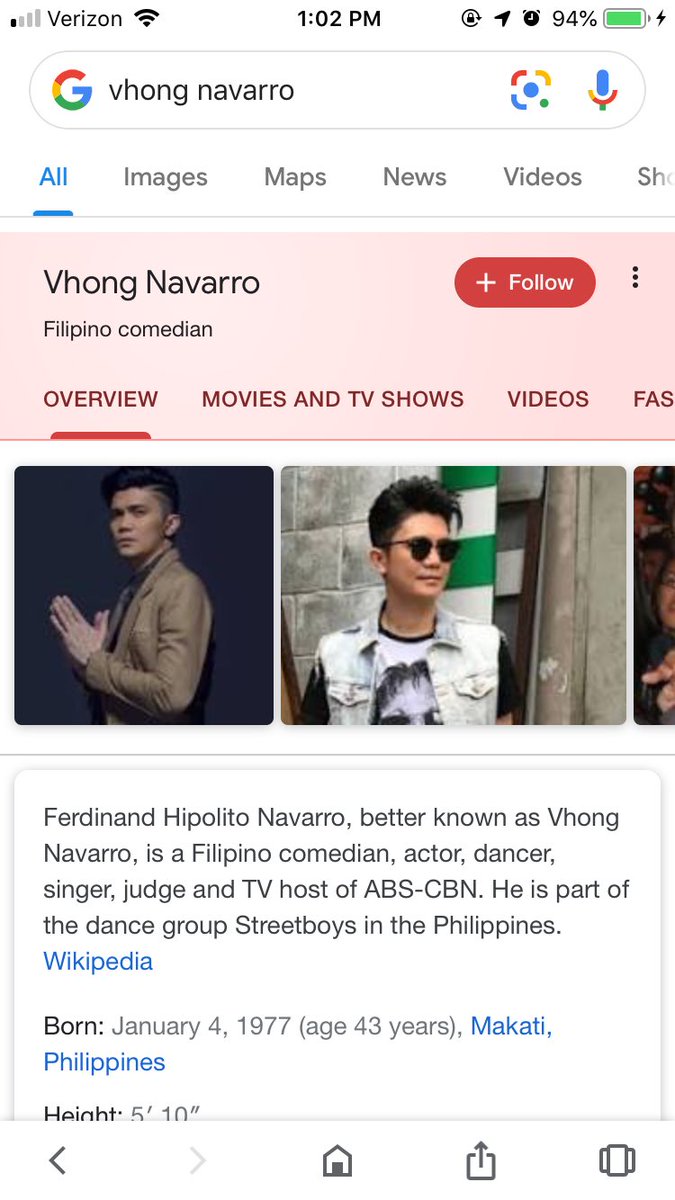 Verizon 1:02 PM 94%
vhong navarro
All Images Maps News Videos Sho
Vhong Navarro
+ Follow
Filipino comedian
OVERVIEW MOVIES AND TV SHOWS VIDEOS FAS
Ferdinand Hipolito Navarro, better known as Vhong
Navarro, is a Filipino comedian, actor, dancer,
singer, judge and TV host of ABS-CBN. He is part of
the dance group Streetboys in the Philippines.
Wikipedia
Born: January 4, 1977 (age 43 years), Makati,
Philippines
Height: 5′ 10″